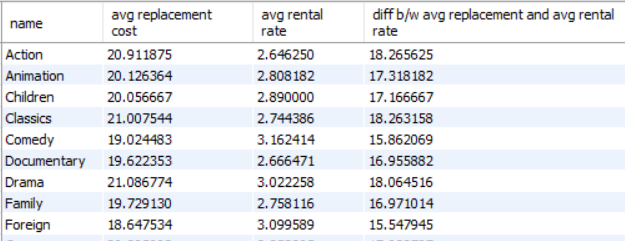 name avg replacement cost avg rental rate diff b/w avg replacement and avg rental rate
Action 20.911875 2.646250 18.265625
Animation 20.126364 2.808182 17.318182
Children 20.056667 2.890000 17.166667
Classics 21.007544 2.744386 18.263158
Comedy 19.024483 3.162414 15.862069
Documentary 19.622353 2.666471 16.955882
Drama 21.086774 3.022258 18.064516
Family 19.729130 2.758116 16.971014
Foreign 18.647534 3.099589 15.547945